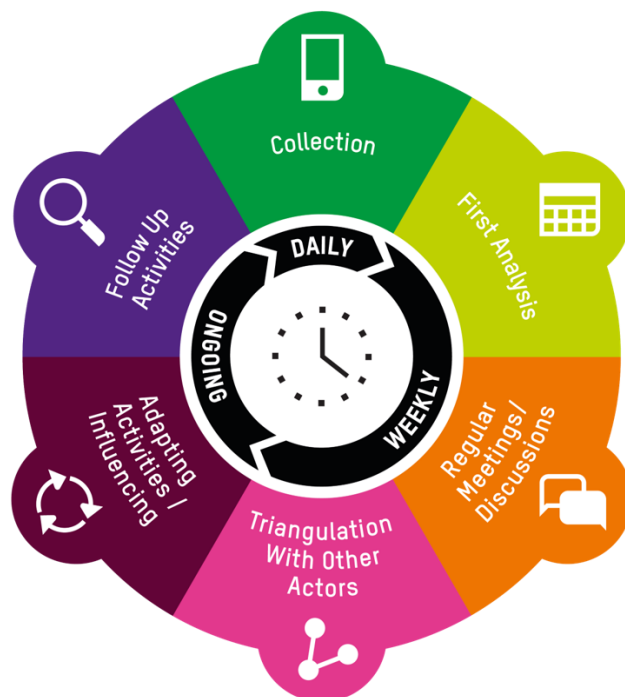 Collection
First Analysis
Regular
Meetings/
Discussions
Triangulation
With Other
Actors
Adapting
Activities /
Influencing
Follow Up
Activities
DAILY
WEEKLY
ONGOING